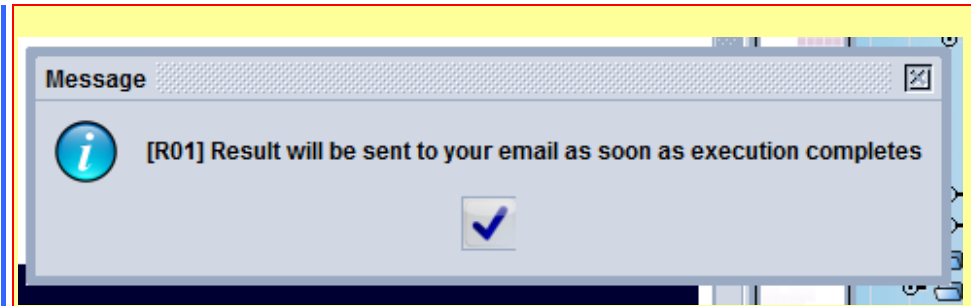 Message
[R01] Result will be sent to your email as soon as execution completes